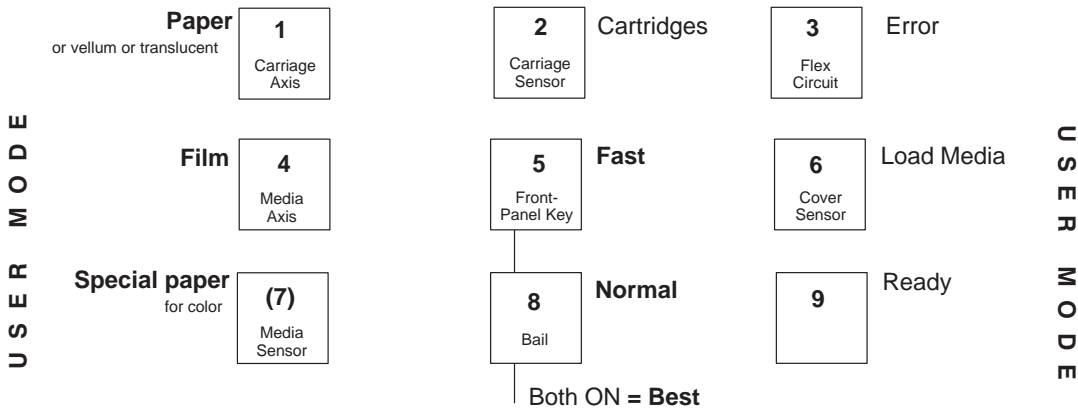 Paper
or vellum or translucent
1
Carriage
Axis
2
Carriage
Sensor
Cartridges
3
Flex
Circuit
Error
USER MODE
Film
4
Media
Axis
5
Front-
Panel Key
Fast
6
Cover
Sensor
Load Media
USER MODE
Special paper
for color
(7)
Media
Sensor
8
Bail
Normal
9
Ready
Both ON = Best